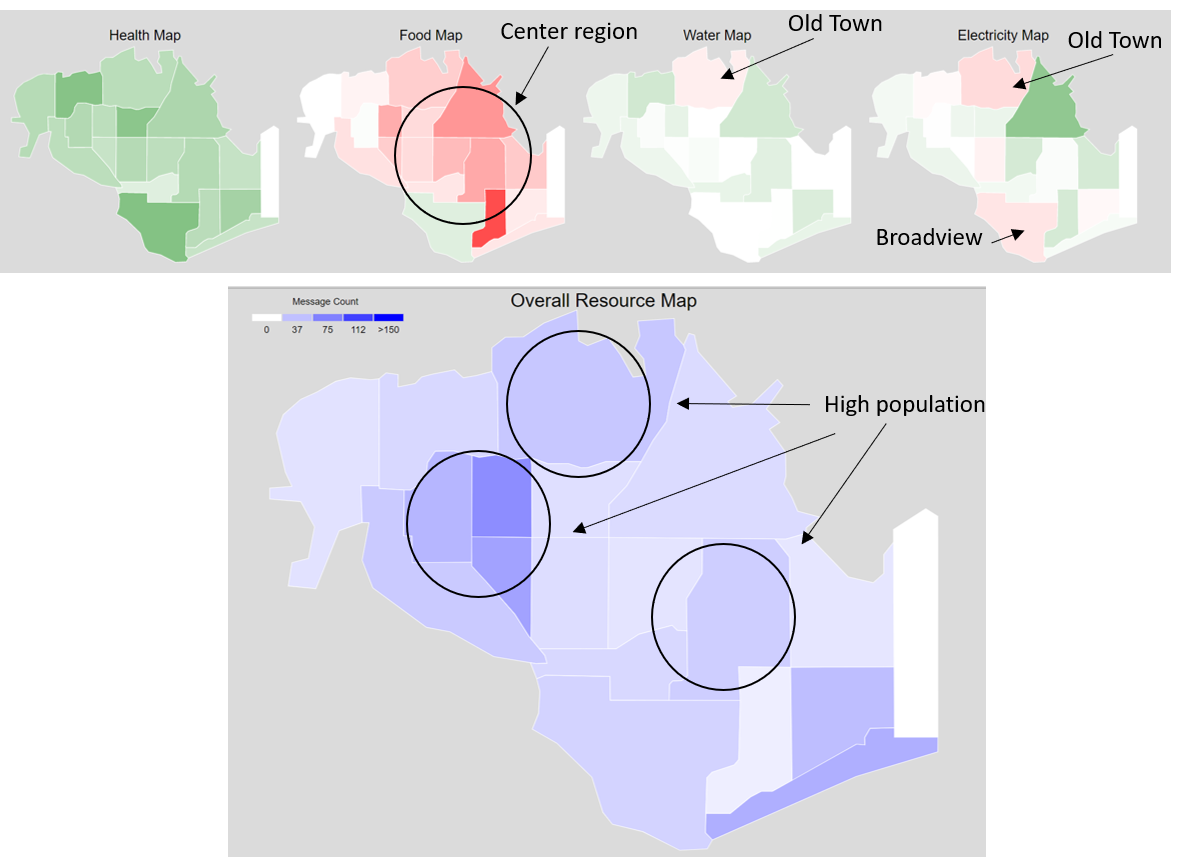 Health Map
Food Map
Center region
Water Map
Old Town
Electricity Map
Old Town
Broadview
Overall Resource Map
Message Count
0 37 75 112 >150
High population